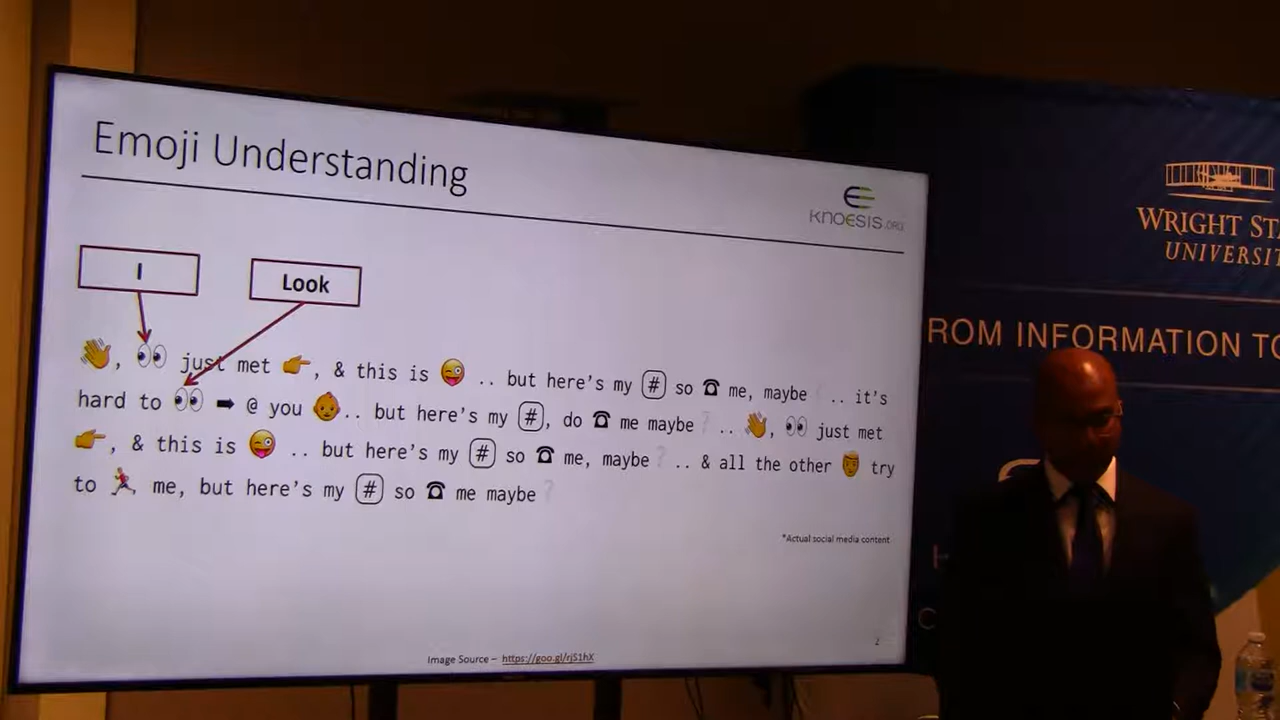 Emoji Understanding
KNOESIS.ORG
I
Look
👋, 👀 just met 👉, & this is 😜 .. but here's my #️⃣ so ☎ me, maybe❔ .. it's
hard to 👀 ➡ @ you 👶.. but here's my #️⃣, do ☎ me maybe❔ .. 👋, 👀 just met
👉, & this is 😜 .. but here's my #️⃣ so ☎ me, maybe❔ .. & all the other 👨 try
to 🏃 me, but here's my #️⃣ so ☎ me maybe❔
*Actual social media content
2
Image Source – https://goo.gl/rjS1hX
WRIGHT
UNIVERSIT
ROM INFORMATION TO